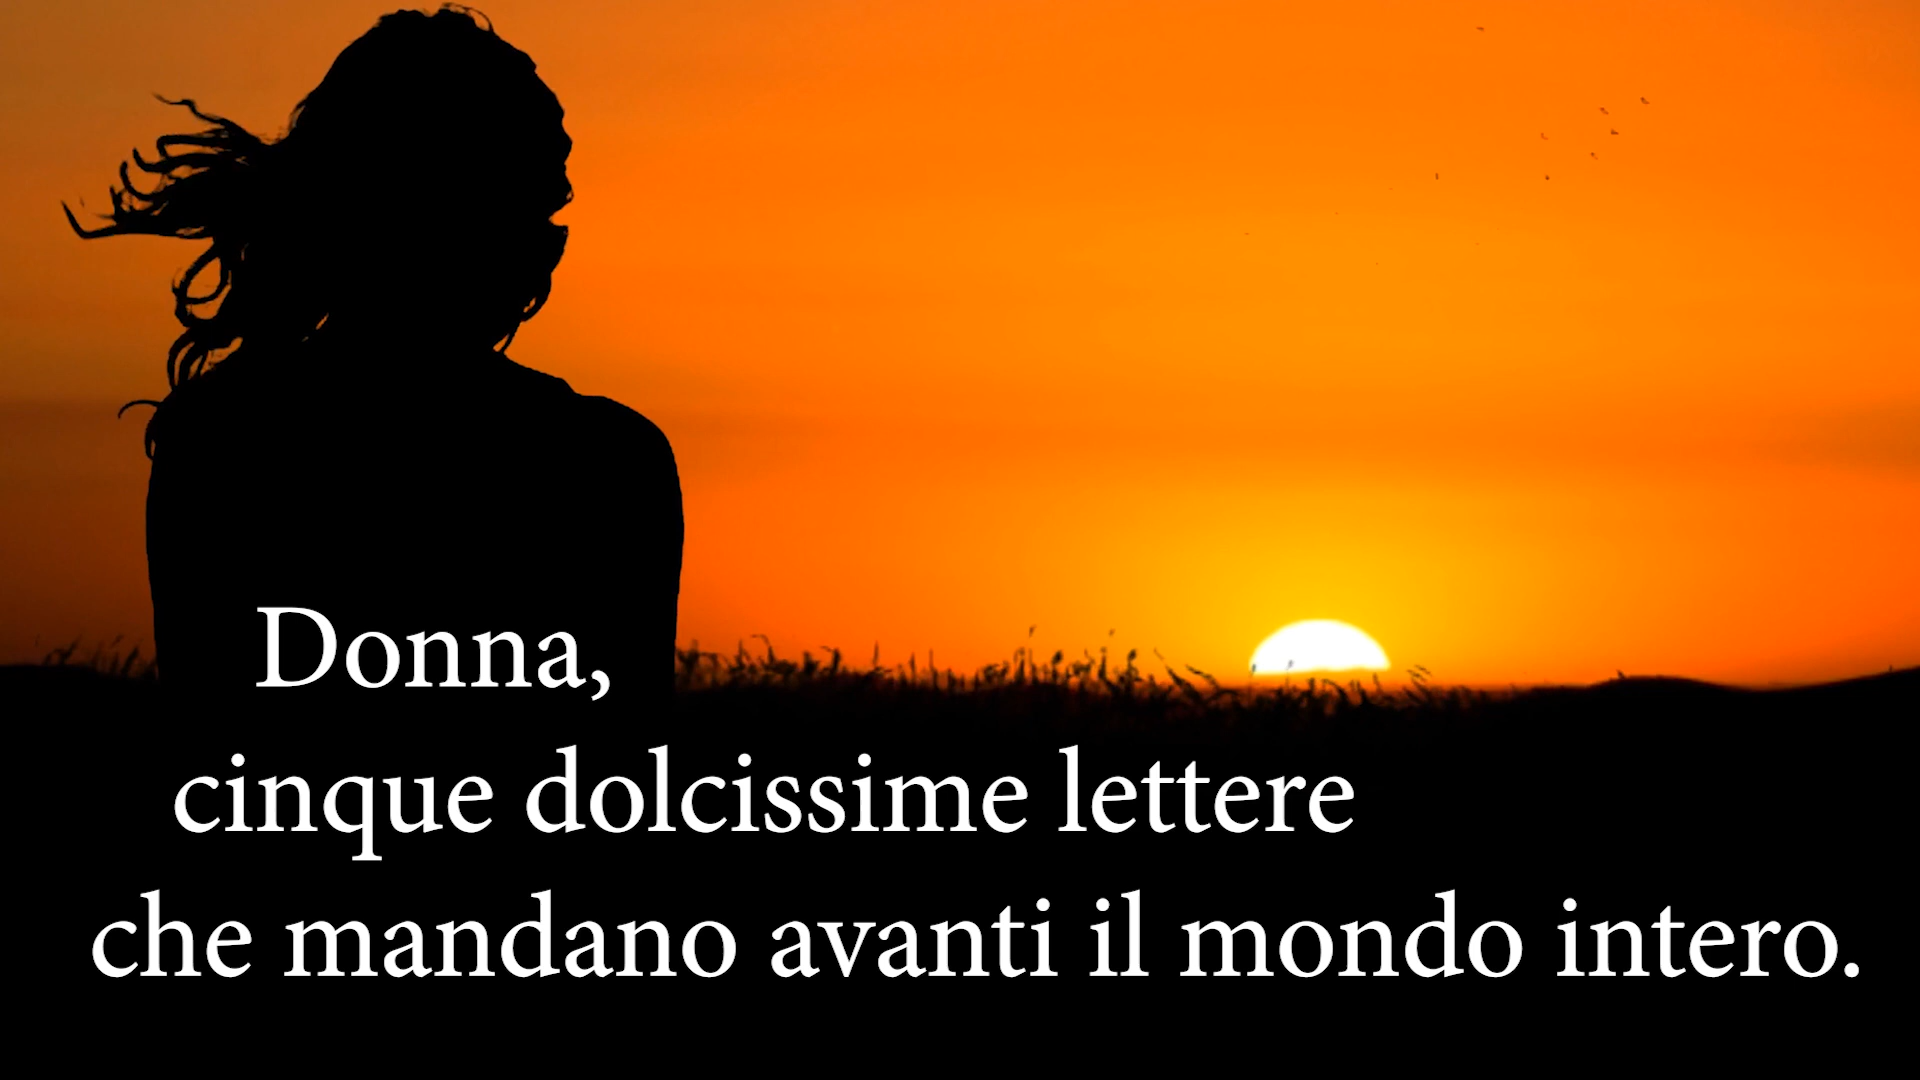 Donna,
cinque dolcissime lettere
che mandano avanti il mondo intero.